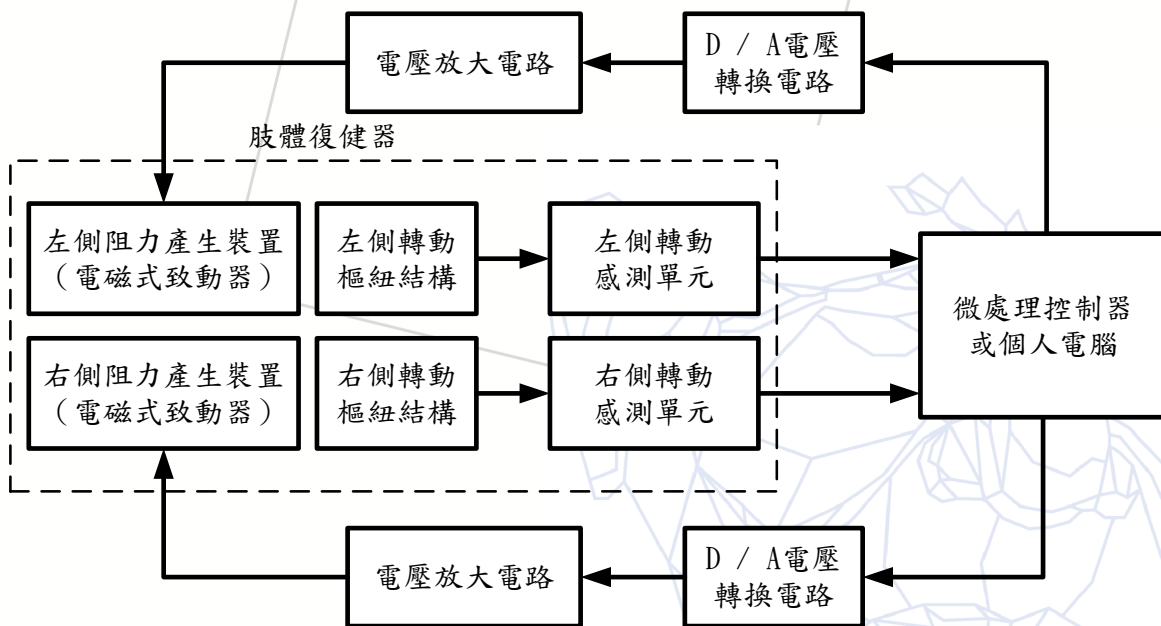 電壓放大電路
D / A電壓
轉換電路
肢體復健器
左側阻力產生裝置
(電磁式致動器)
左側轉動
樞紐結構
左側轉動
感測單元
微處理控制器
或個人電腦
右側阻力產生裝置
(電磁式致動器)
右側轉動
樞紐結構
右側轉動
感測單元
電壓放大電路
D / A電壓
轉換電路